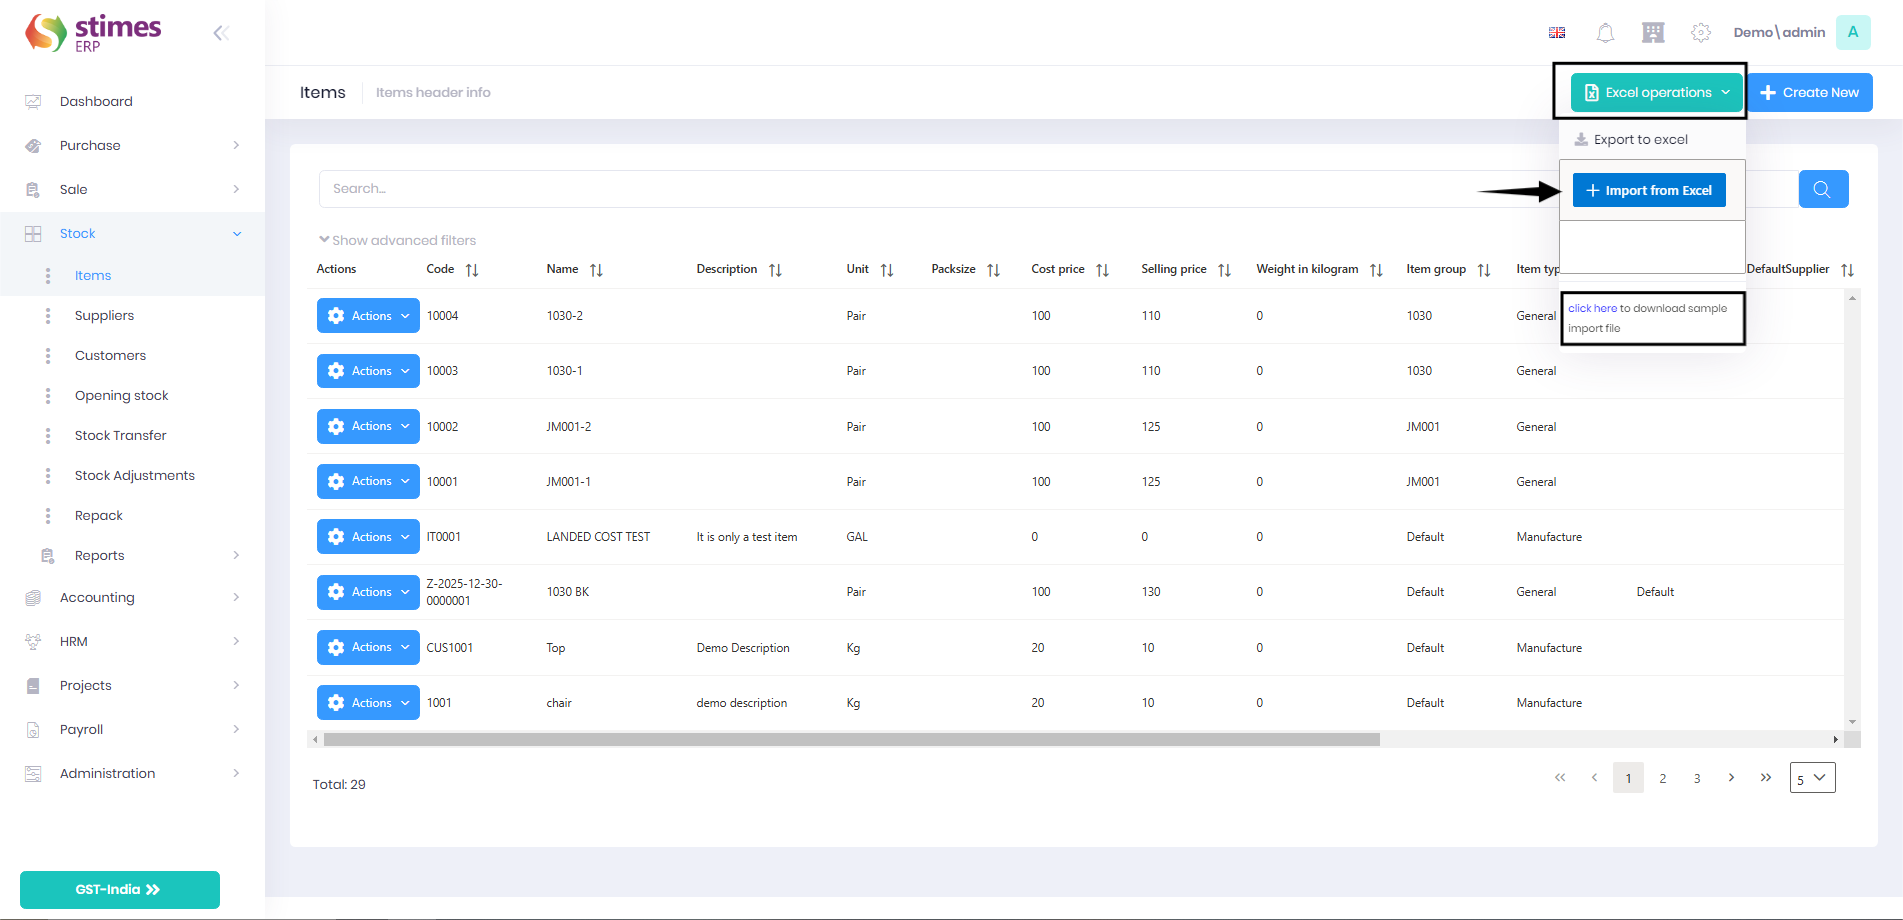 stimes
ERP
Demo\admin
A
Dashboard
Purchase
Sale
Stock
Items
Suppliers
Customers
Opening stock
Stock Transfer
Stock Adjustments
Repack
Reports
Accounting
HRM
Projects
Payroll
Administration
GST-India
Items
Items header info
Excel operations
Create New
Export to excel
Import from Excel
click here to download sample
import file
Search...
Show advanced filters
Actions Code Name Description Unit Packsize Cost price Selling price Weight in kilogram Item group Item typ DefaultSupplier
Actions 10004 1030-2 Pair 100 110 0 1030 General
Actions 10003 1030-1 Pair 100 110 0 1030 General
Actions 10002 JM001-2 Pair 100 125 0 JM001 General
Actions 10001 JM001-1 Pair 100 125 0 JM001 General
Actions IT0001 LANDED COST TEST It is only a test item GAL 0 0 0 Default Manufacture
Actions Z-2025-12-30-
0000001 1030 BK Pair 100 130 0 Default General Default
Actions CUS1001 Top Demo Description Kg 20 10 0 Default Manufacture
Actions 1001 chair demo description Kg 20 10 0 Default Manufacture
Total: 29
1 2 3 5